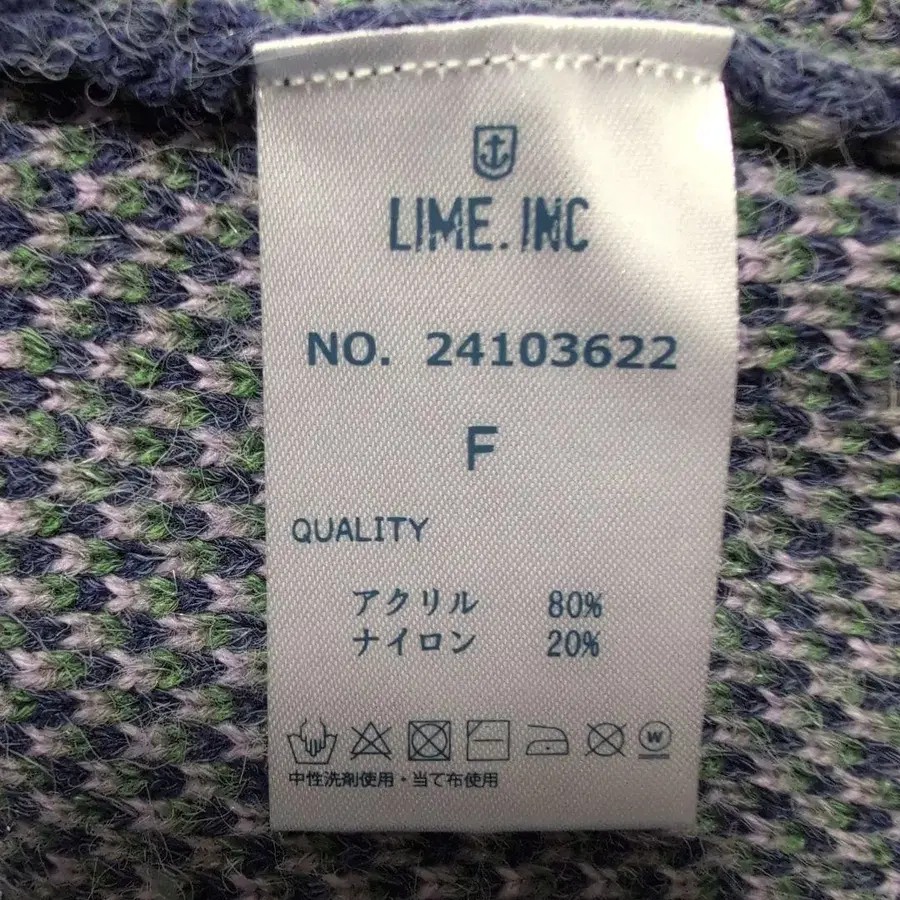 LIME.INC
NO. 24103622
F
QUALITY
アクリル 80%
ナイロン 20%
W
中性洗剤使用・当て布使用